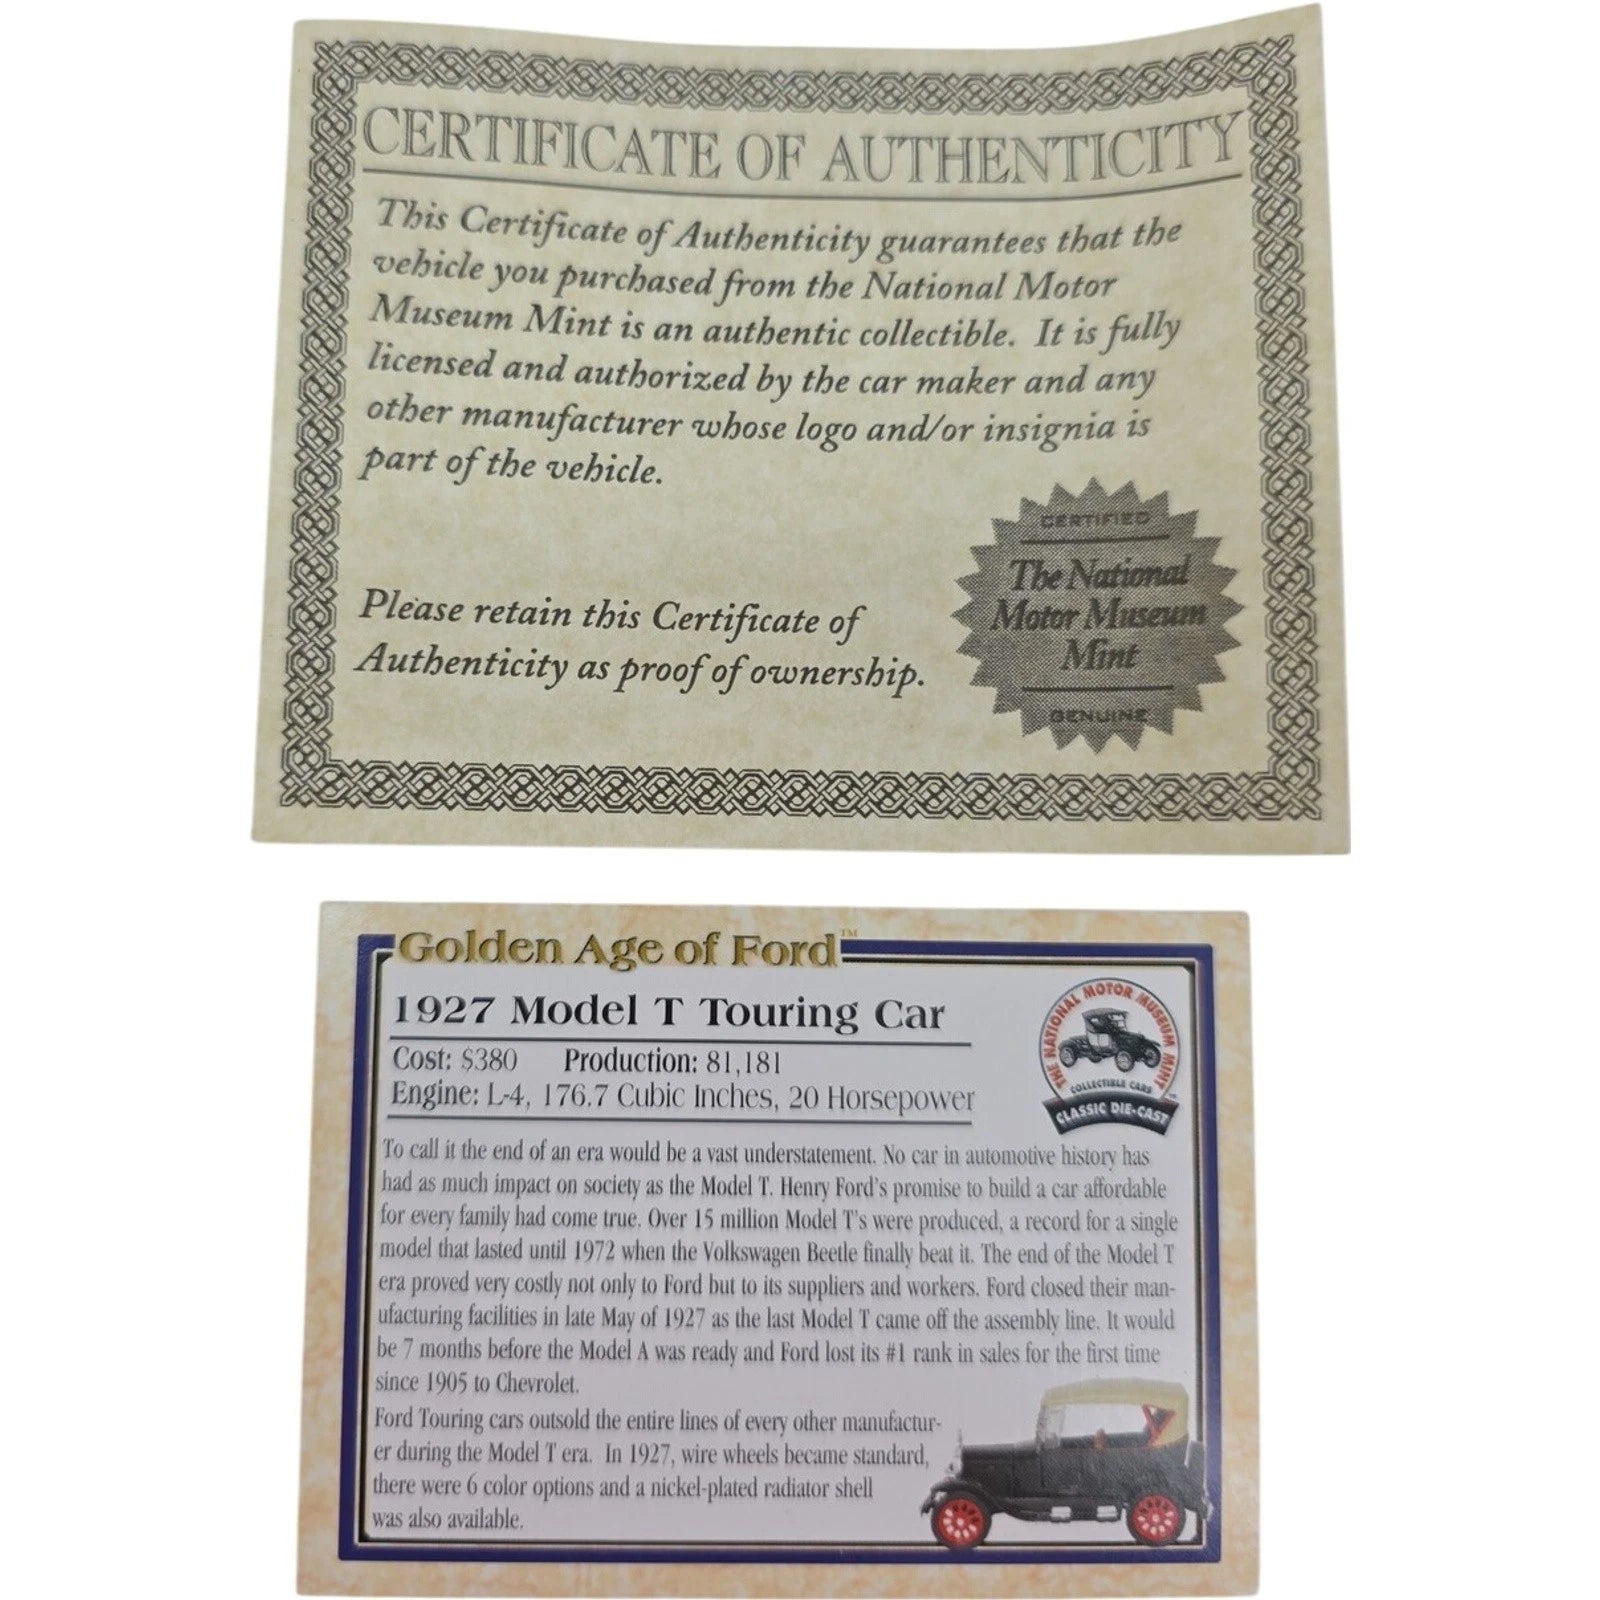 CERTIFICATE OF AUTHENTICITY
This Certificate of Authenticity guarantees that the
vehicle you purchased from the National Motor
Museum Mint is an authentic collectible. It is fully
licensed and authorized by the car maker and any
other manufacturer whose logo and/or insignia is
part of the vehicle.
Please retain this Certificate of
Authenticity as proof of ownership.
CERTIFIED
The National
Motor Museum
Mint
GENUINE
Golden Age of Ford™
1927 Model T Touring Car
Cost: $380 Production: 81,181
Engine: L-4, 176.7 Cubic Inches, 20 Horsepower
THE NATIONAL MOTOR MUSEUM MINT
COLLECTIBLE CARS
™
CLASSIC DIE-CAST
To call it the end of an era would be a vast understatement. No car in automotive history has
had as much impact on society as the Model T. Henry Ford's promise to build a car affordable
for every family had come true. Over 15 million Model T's were produced, a record for a single
model that lasted until 1972 when the Volkswagen Beetle finally beat it. The end of the Model T
era proved very costly not only to Ford but to its suppliers and workers. Ford closed their man-
ufacturing facilities in late May of 1927 as the last Model T came off the assembly line. It would
be 7 months before the Model A was ready and Ford lost its #1 rank in sales for the first time
since 1905 to Chevrolet.
Ford Touring cars outsold the entire lines of every other manufactur-
er during the Model T era. In 1927, wire wheels became standard,
there were 6 color options and a nickel-plated radiator shell
was also available.